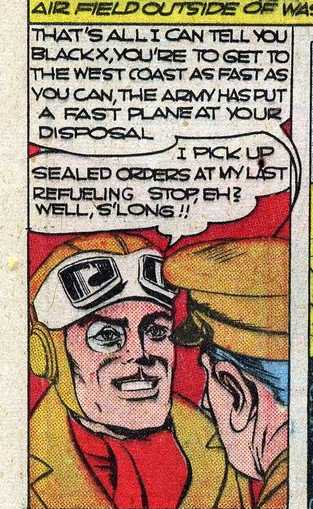 AIR FIELD OUTSIDE OF WAS
THAT'S ALL I CAN TELL YOU
BLACK X, YOU'RE TO GET TO
THE WEST COAST AS FAST AS
YOU CAN, THE ARMY HAS PUT
A FAST PLANE AT YOUR
DISPOSAL
I PICK UP
SEALED ORDERS AT MY LAST
REFUELING STOP, EH?
WELL, S'LONG!!